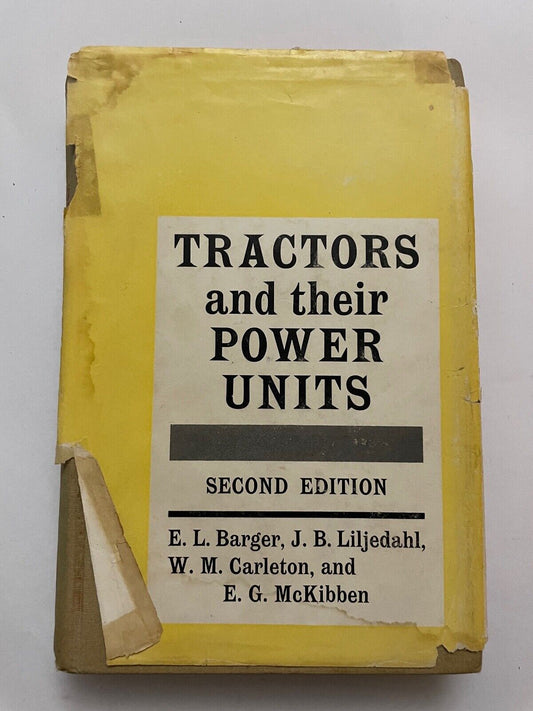 TRACTORS
and their
POWER
UNITS
SECOND EDITION
E. L. Barger, J. B. Liljedahl,
W. M. Carleton, and
E. G. McKibben